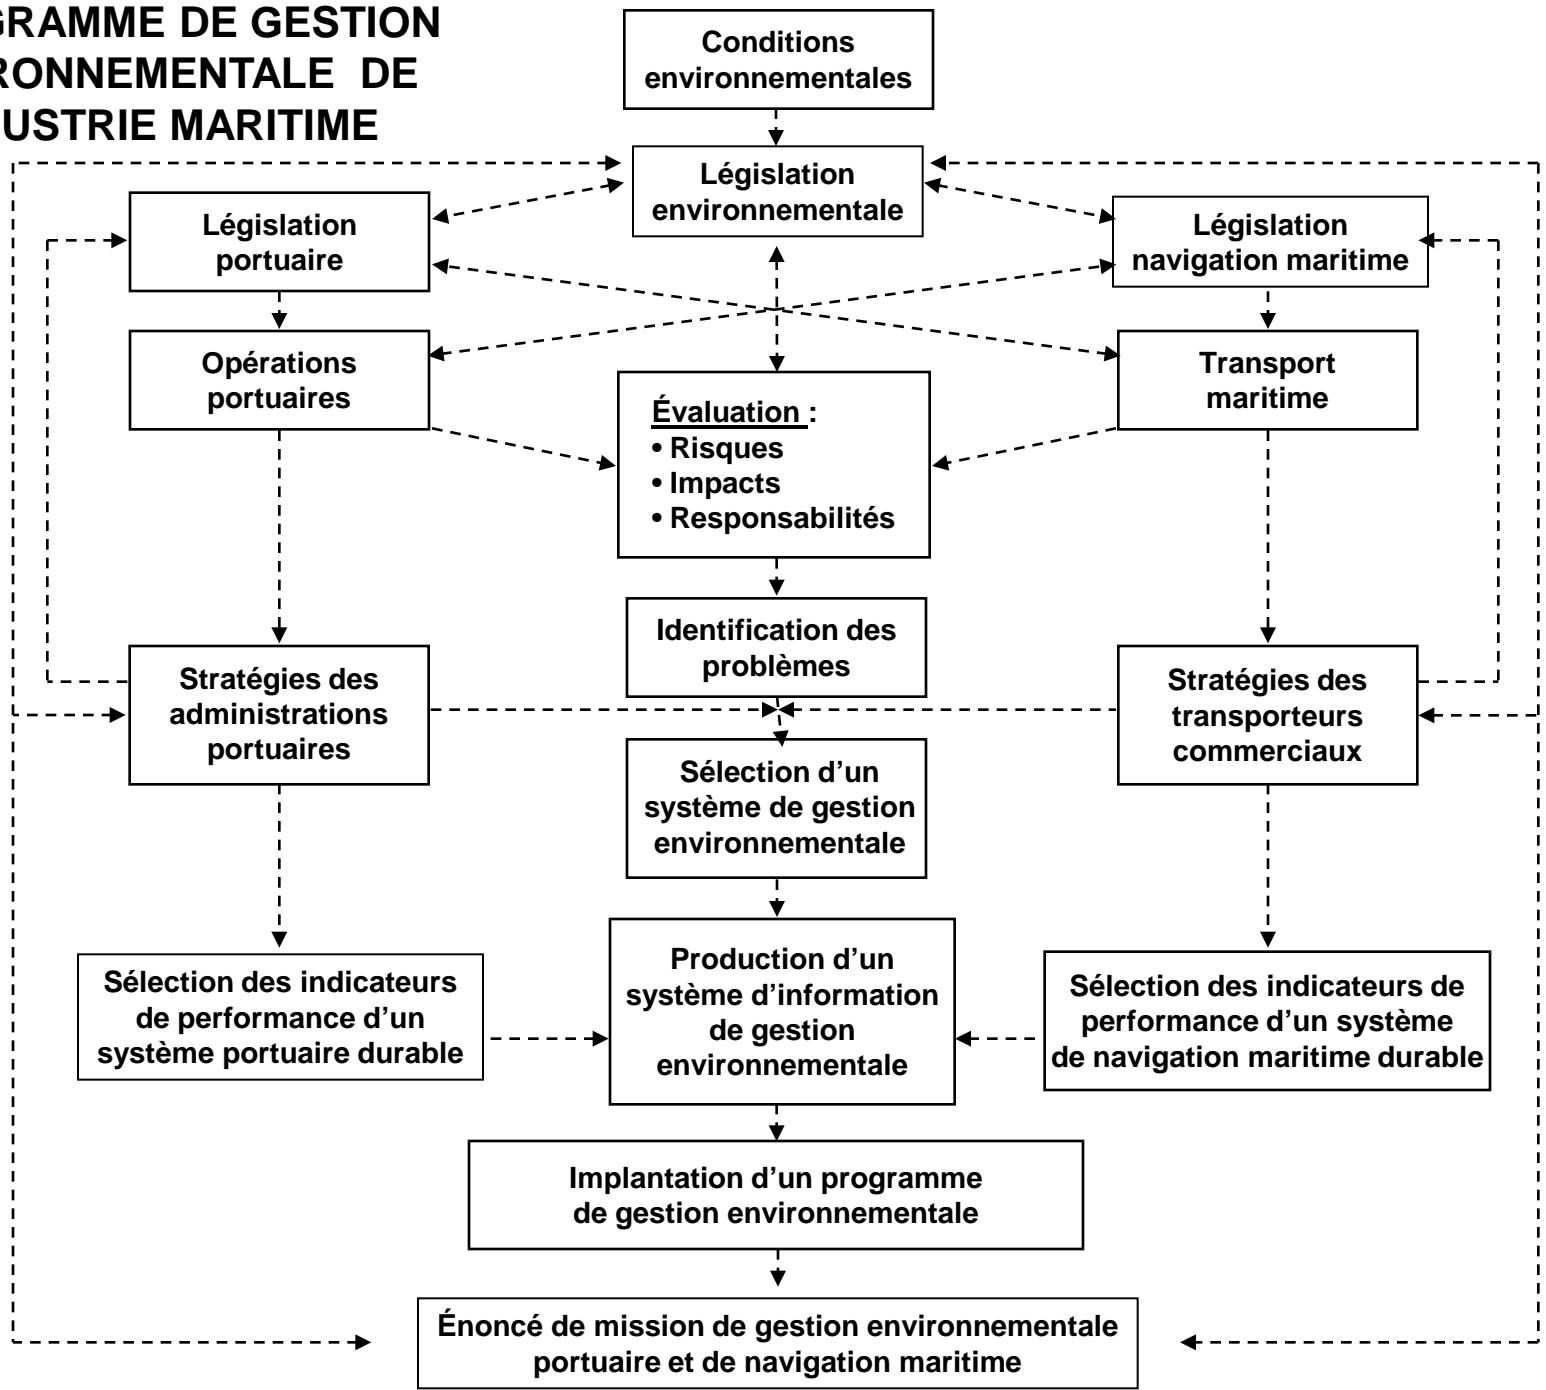 GRAMME DE GESTION
RONNEMENTALE DE
USTRIE MARITIME
Conditions
environnementales
Législation
environnementale
Législation
portuaire
Législation
navigation maritime
Opérations
portuaires
Transport
maritime
Évaluation :
• Risques
• Impacts
• Responsabilités
Identification des
problèmes
Stratégies des
administrations
portuaires
Stratégies des
transporteurs
commerciaux
Sélection d’un
système de gestion
environnementale
Sélection des indicateurs
de performance d’un
système portuaire durable
Production d’un
système d’information
de gestion
environnementale
Sélection des indicateurs de
performance d’un système
de navigation maritime durable
Implantation d’un programme
de gestion environnementale
Énoncé de mission de gestion environnementale
portuaire et de navigation maritime